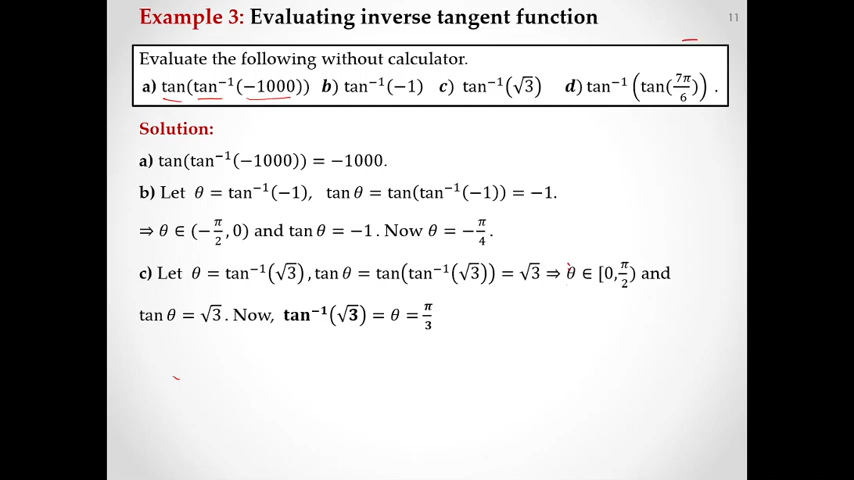 Example 3: Evaluating inverse tangent function
11
Evaluate the following without calculator.
a) tan(tan⁻¹(−1000)) b) tan⁻¹(−1) c) tan⁻¹(√3) d) tan⁻¹(tan(7π/6)) .
Solution:
a) tan(tan⁻¹(−1000)) = −1000.
b) Let θ = tan⁻¹(−1), tan θ = tan(tan⁻¹(−1)) = −1.
⇒ θ ∈ (−π/2, 0) and tan θ = −1. Now θ = −π/4.
c) Let θ = tan⁻¹(√3), tan θ = tan(tan⁻¹(√3)) = √3 ⇒ θ ∈ [0, π/2) and
tan θ = √3. Now, tan⁻¹(√3) = θ = π/3